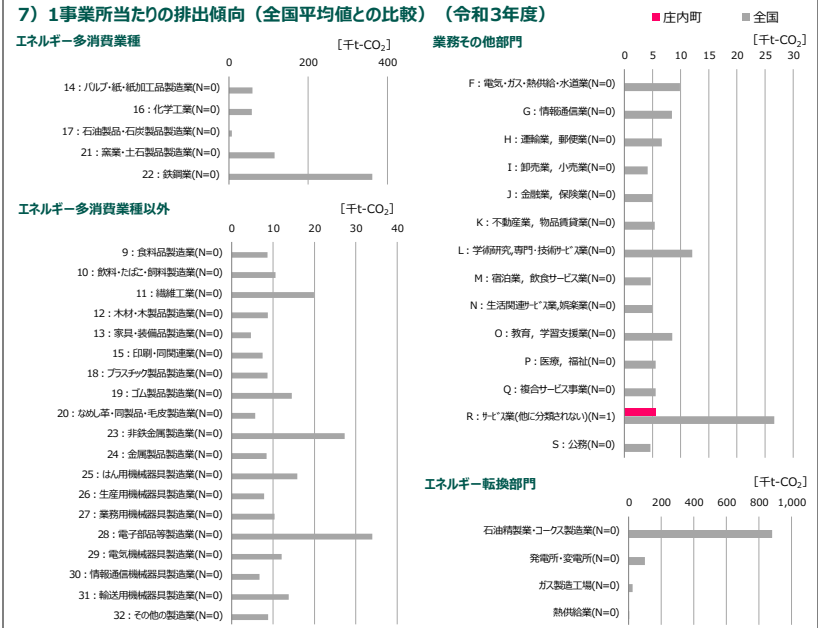 7）1事業所当たりの排出傾向（全国平均値との比較）（令和3年度）
■庄内町 ■全国
エネルギー多消費業種
[千t-CO₂]
0 200 400
14：パルプ・紙・紙加工品製造業(N=0)
16：化学工業(N=0)
17：石油製品・石炭製品製造業(N=0)
21：窯業・土石製品製造業(N=0)
22：鉄鋼業(N=0)
エネルギー多消費業種以外
[千t-CO₂]
0 10 20 30 40
9：食料品製造業(N=0)
10：飲料・たばこ・飼料製造業(N=0)
11：繊維工業(N=0)
12：木材・木製品製造業(N=0)
13：家具・装備品製造業(N=0)
15：印刷・同関連業(N=0)
18：プラスチック製品製造業(N=0)
19：ゴム製品製造業(N=0)
20：なめし革・同製品・毛皮製造業(N=0)
23：非鉄金属製造業(N=0)
24：金属製品製造業(N=0)
25：はん用機械器具製造業(N=0)
26：生産用機械器具製造業(N=0)
27：業務用機械器具製造業(N=0)
28：電子部品等製造業(N=0)
29：電気機械器具製造業(N=0)
30：情報通信機械器具製造業(N=0)
31：輸送用機械器具製造業(N=0)
32：その他の製造業(N=0)
業務その他部門
[千t-CO₂]
0 5 10 15 20 25 30
F：電気・ガス・熱供給・水道業(N=0)
G：情報通信業(N=0)
H：運輸業，郵便業(N=0)
I：卸売業，小売業(N=0)
J：金融業，保険業(N=0)
K：不動産業，物品賃貸業(N=0)
L：学術研究,専門・技術サービス業(N=0)
M：宿泊業，飲食サービス業(N=0)
N：生活関連サービス業,娯楽業(N=0)
O：教育，学習支援業(N=0)
P：医療，福祉(N=0)
Q：複合サービス事業(N=0)
R：サービス業(他に分類されない)(N=1)
S：公務(N=0)
エネルギー転換部門
[千t-CO₂]
0 200 400 600 800 1,000
石油精製業・コークス製造業(N=0)
発電所・変電所(N=0)
ガス製造工場(N=0)
熱供給業(N=0)